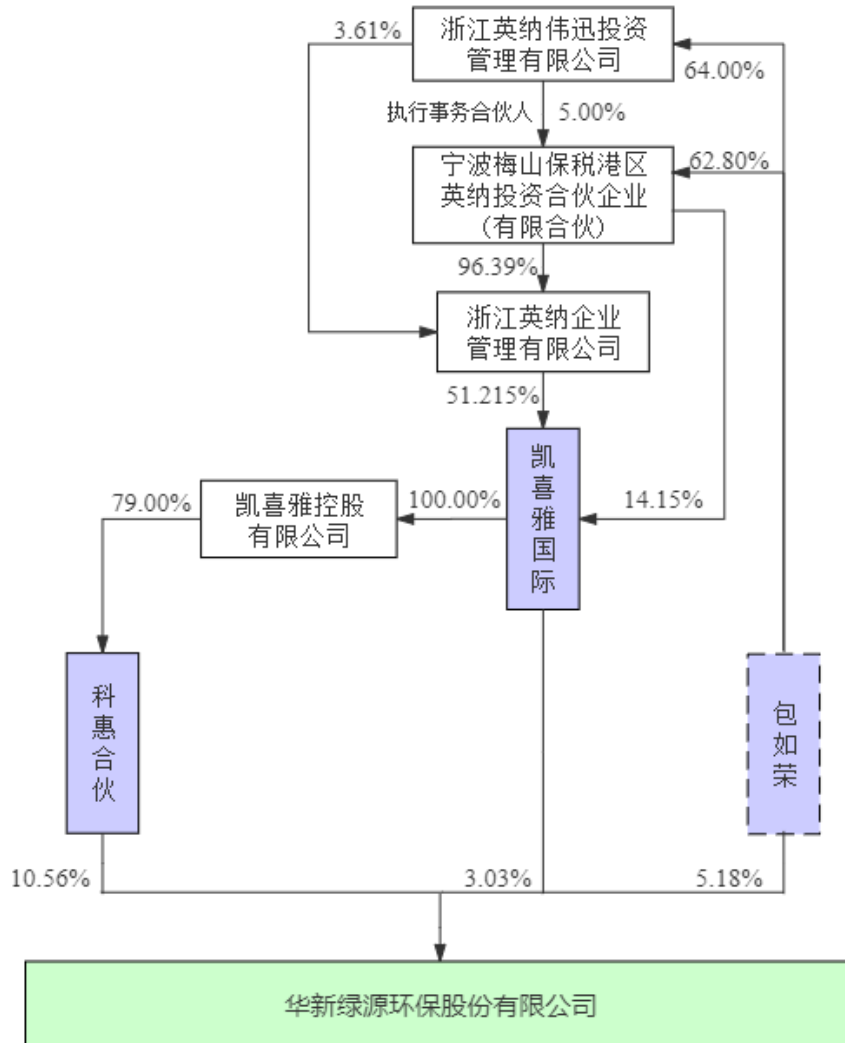 3.61%
浙江英纳伟迅投资
管理有限公司
64.00%
执行事务合伙人
5.00%
宁波梅山保税港区
英纳投资合伙企业
（有限合伙）
62.80%
96.39%
浙江英纳企业
管理有限公司
51.215%
凯喜雅国际
79.00%
凯喜雅控股
有限公司
100.00%
14.15%
科惠合伙
包如荣
10.56%
3.03%
5.18%
华新绿源环保股份有限公司